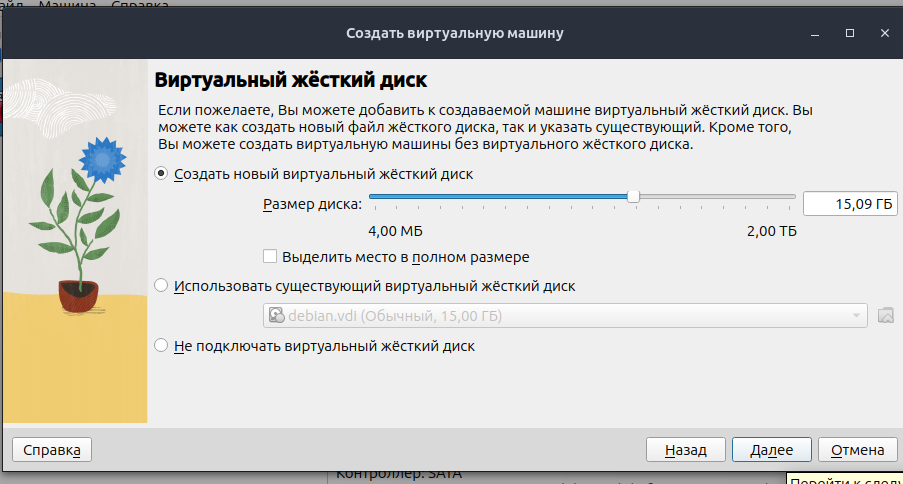 Машина Справка
Создать виртуальную машину
Виртуальный жёсткий диск
Если пожелаете, Вы можете добавить к создаваемой машине виртуальный жёсткий диск. Вы
можете как создать новый файл жёсткого диска, так и указать существующий. Кроме того,
Вы можете создать виртуальную машины без виртуального жёсткого диска.
Создать новый виртуальный жёсткий диск
Размер диска:
15,09 ГБ
4,00 МБ
2,00 ТБ
Выделить место в полном размере
Использовать существующий виртуальный жёсткий диск
debian.vdi (Обычный, 15,00 ГБ)
Не подключать виртуальный жёсткий диск
Справка
Назад
Далее
Отмена
Контроллер: SATA
Перейти к